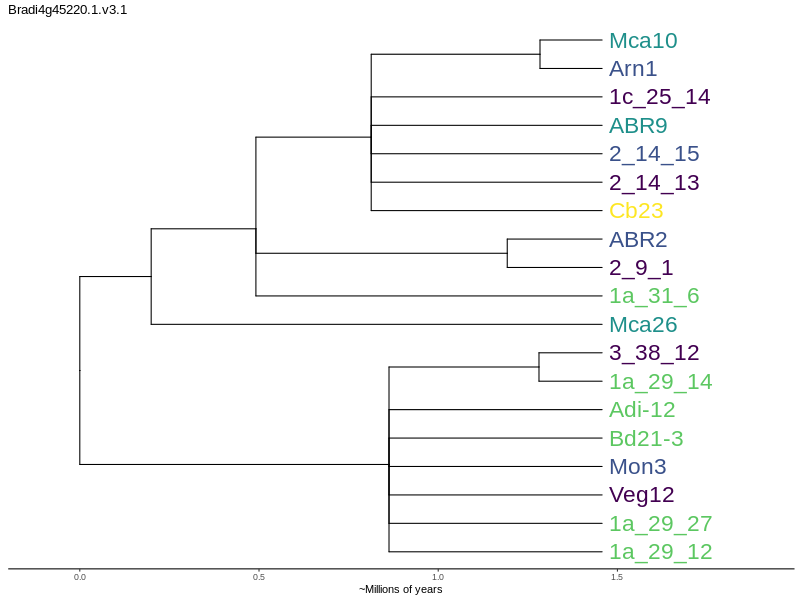 Bradi4g45220.1.v3.1
Mca10
Arn1
1c_25_14
ABR9
2_14_15
2_14_13
Cb23
ABR2
2_9_1
1a_31_6
Mca26
3_38_12
1a_29_14
Adi-12
Bd21-3
Mon3
Veg12
1a_29_27
1a_29_12
0.0 0.5 1.0 1.5
~Millions of years